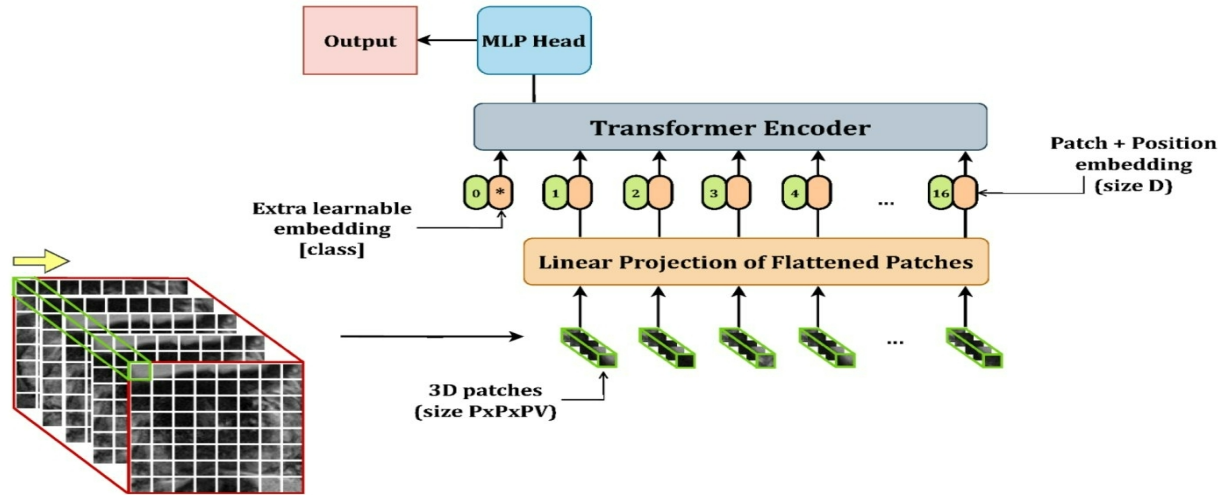 Output
MLP Head
Transformer Encoder
Patch + Position
embedding
(size D)
0 * 1 2 3 4 ... 16
Extra learnable
embedding
[class]
Linear Projection of Flattened Patches
...
3D patches
(size PxPxPV)